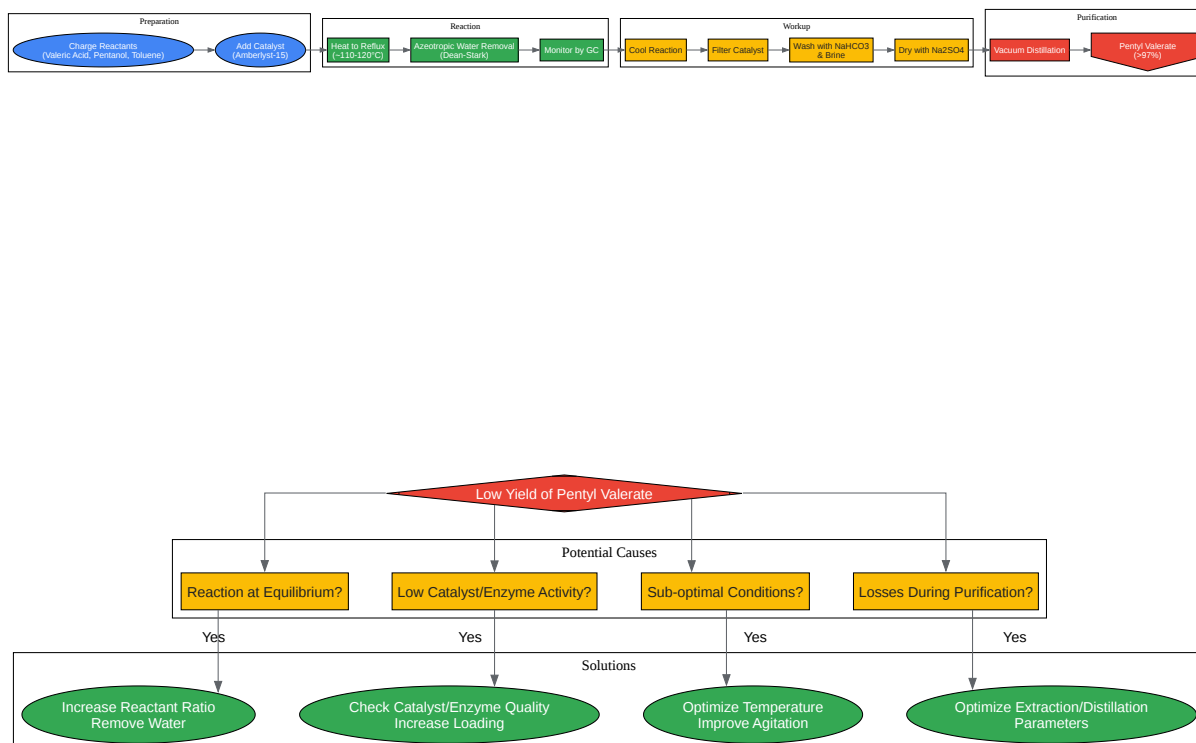 Preparation
Charge Reactants
(Valeric Acid, Pentanol, Toluene)
Add Catalyst
(Amberlyst-15)
Reaction
Heat to Reflux
(~110-120°C)
Azeotropic Water Removal
(Dean-Stark)
Monitor by GC
Workup
Cool Reaction
Filter Catalyst
Wash with NaHCO3
& Brine
Dry with Na2SO4
Purification
Vacuum Distillation
Pentyl Valerate
(>97%)
Low Yield of Pentyl Valerate
Potential Causes
Reaction at Equilibrium?
Low Catalyst/Enzyme Activity?
Sub-optimal Conditions?
Losses During Purification?
Yes
Yes
Yes
Yes
Solutions
Increase Reactant Ratio
Remove Water
Check Catalyst/Enzyme Quality
Increase Loading
Optimize Temperature
Improve Agitation
Optimize Extraction/Distillation
Parameters